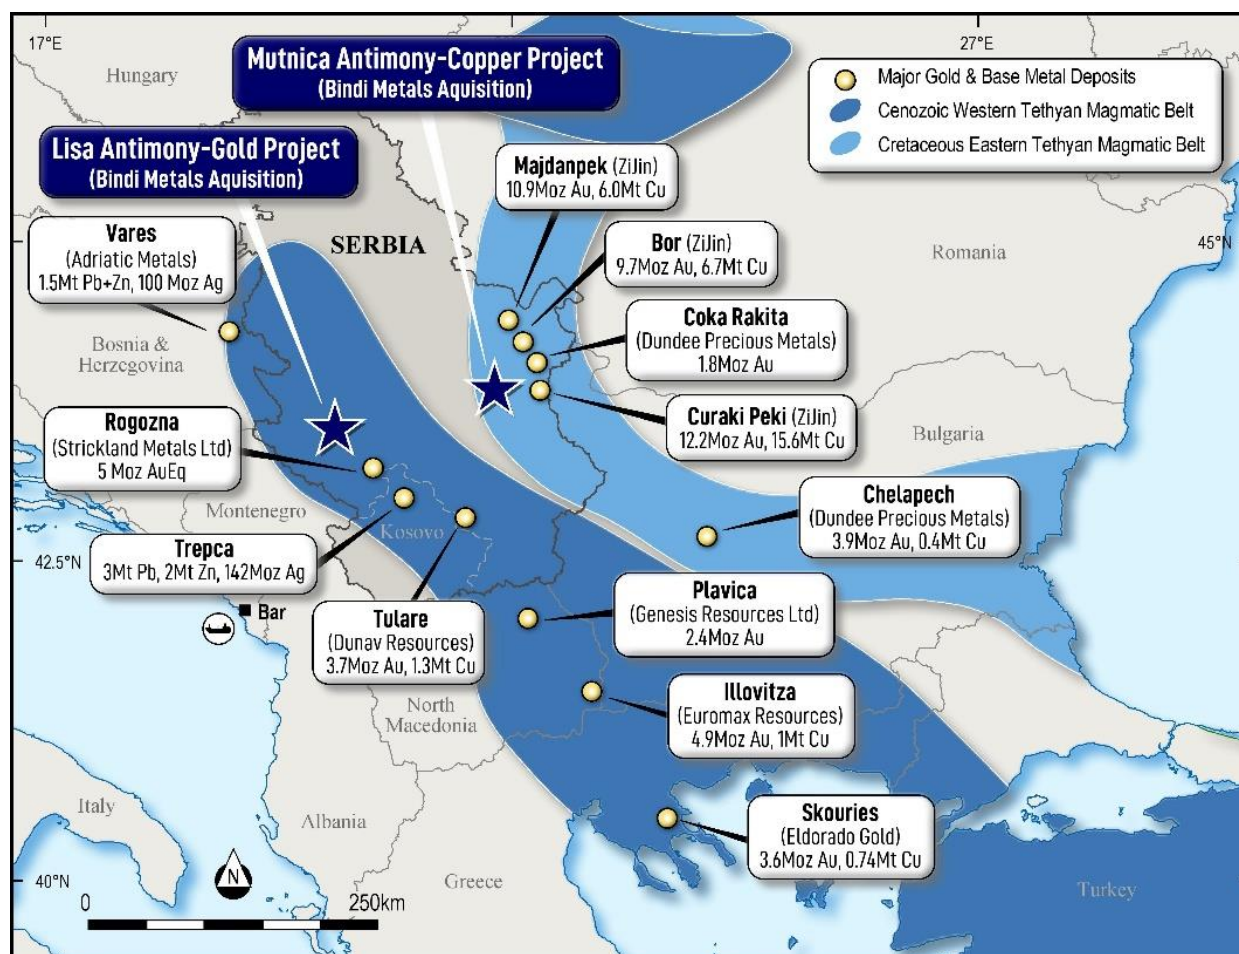 17°E
27°E
Hungary
Mutnica Antimony-Copper Project
(Bindi Metals Aquisition)
Major Gold & Base Metal Deposits
Cenozoic Western Tethyan Magmatic Belt
Cretaceous Eastern Tethyan Magmatic Belt
Lisa Antimony-Gold Project
(Bindi Metals Aquisition)
Majdanpek (ZiJin)
10.9Moz Au, 6.0Mt Cu
Vares
(Adriatic Metals)
1.5Mt Pb+Zn, 100 Moz Ag
SERBIA
Bor (ZiJin)
9.7Moz Au, 6.7Mt Cu
Romania
45°N
Bosnia &
Herzegovina
Coka Rakita
(Dundee Precious Metals)
1.8Moz Au
Rogozna
(Strickland Metals Ltd)
5 Moz AuEq
Curaki Peki (ZiJin)
12.2Moz Au, 15.6Mt Cu
Bulgaria
Montenegro
Kosovo
Chelapech
(Dundee Precious Metals)
3.9Moz Au, 0.4Mt Cu
42.5°N
Trepca
3Mt Pb, 2Mt Zn, 142Moz Ag
Bar
Tulare
(Dunav Resources)
3.7Moz Au, 1.3Mt Cu
Plavica
(Genesis Resources Ltd)
2.4Moz Au
North
Macedonia
Illovitza
(Euromax Resources)
4.9Moz Au, 1Mt Cu
Italy
Albania
Skouries
(Eldorado Gold)
3.6Moz Au, 0.74Mt Cu
40°N
N
Greece
Turkey
0
250km